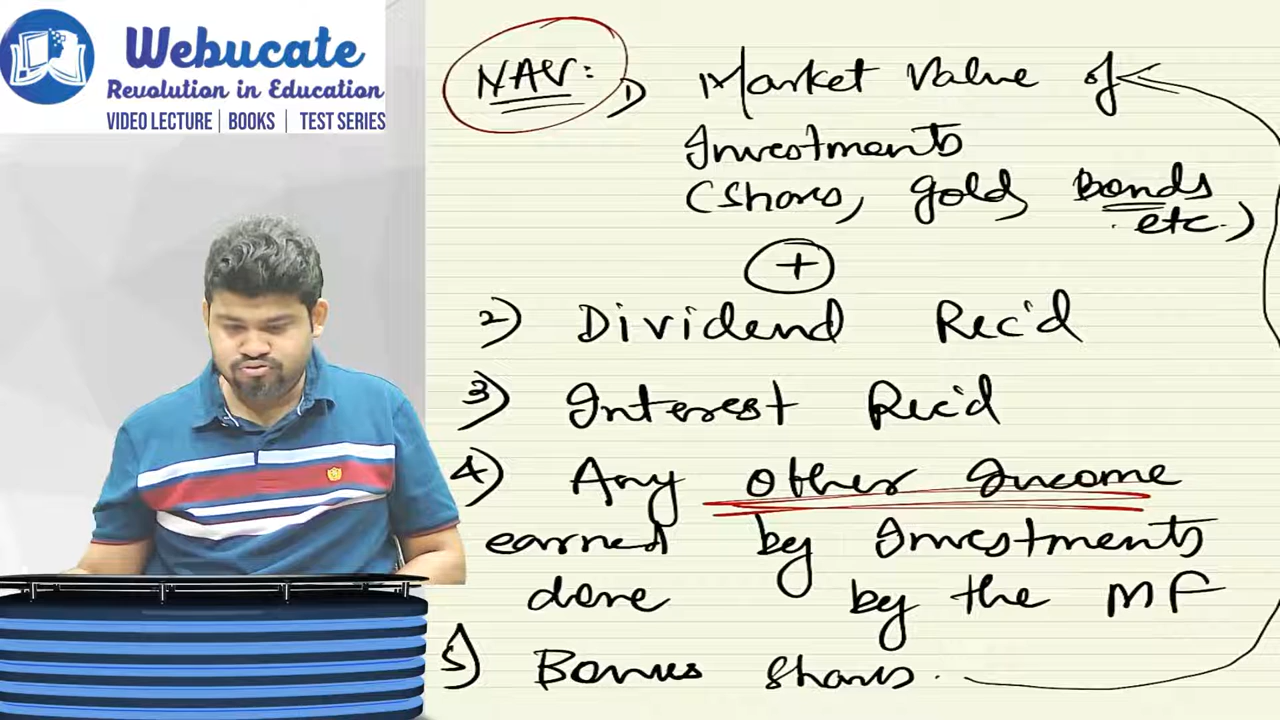 Webucate
Revolution in Education
VIDEO LECTURE | BOOKS | TEST SERIES
NAV: 1) Market Value of
Investments
(Shares, gold Bonds
etc.)
+
2) Dividend Rec'd
3) Interest Rec'd
4) Any other Income
earned by Investments
done by the MF
5) Bonus Shares.